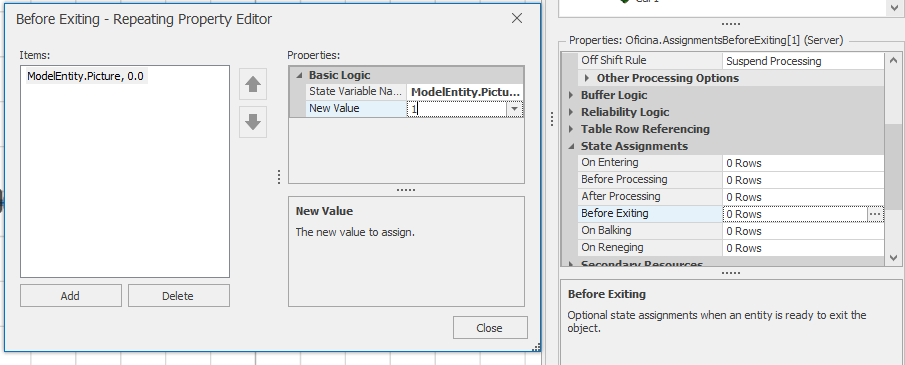 Before Exiting - Repeating Property Editor
Items:
ModelEntity.Picture, 0.0
Add
Delete
Properties:
Basic Logic
State Variable Na... ModelEntity.Pictu...
New Value 1
New Value
The new value to assign.
Close
Properties: Oficina.AssignmentsBeforeExiting[1] (Server)
Off Shift Rule Suspend Processing
Other Processing Options
Buffer Logic
Reliability Logic
Table Row Referencing
State Assignments
On Entering 0 Rows
Before Processing 0 Rows
After Processing 0 Rows
Before Exiting 0 Rows ...
On Balking 0 Rows
On Reneging 0 Rows
Secondary Resources
Before Exiting
Optional state assignments when an entity is ready to exit the
object.